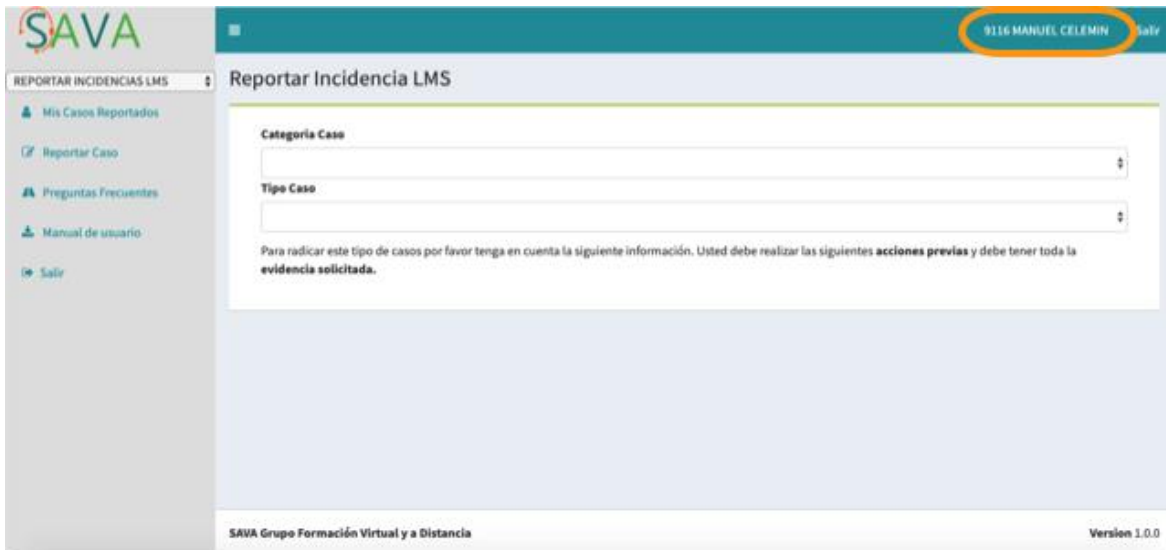 SAVA
9116 MANUEL CELEMIN
Salir
REPORTAR INCIDENCIAS LMS
Mis Casos Reportados
Reportar Caso
Preguntas Frecuentes
Manual de usuario
Salir
Reportar Incidencia LMS
Categoria Caso
Tipo Caso
Para radicar este tipo de casos por favor tenga en cuenta la siguiente información. Usted debe realizar las siguientes acciones previas y debe tener toda la
evidencia solicitada.
SAVA Grupo Formación Virtual y a Distancia
Version 1.0.0